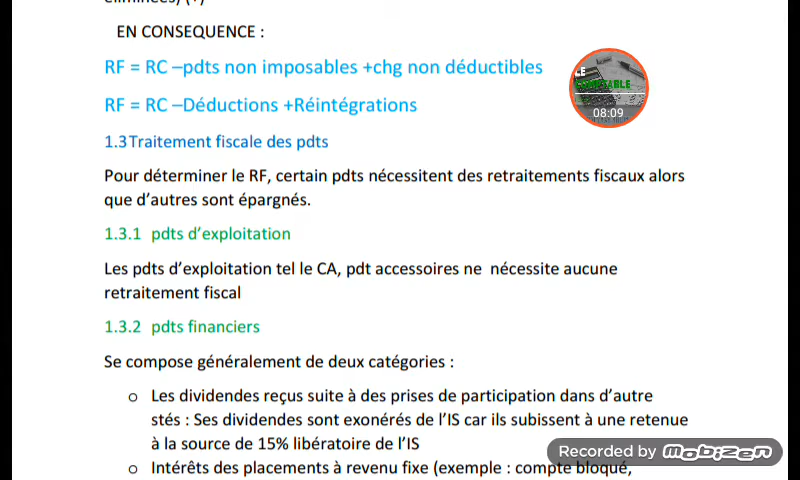 éliminées) (+)
EN CONSEQUENCE :
RF = RC –pdts non imposables +chg non déductibles
RF = RC –Déductions +Réintégrations
1.3Traitement fiscale des pdts
Pour déterminer le RF, certain pdts nécessitent des retraitements fiscaux alors
que d'autres sont épargnés.
1.3.1 pdts d'exploitation
Les pdts d'exploitation tel le CA, pdt accessoires ne nécessite aucune
retraitement fiscal
1.3.2 pdts financiers
Se compose généralement de deux catégories :
o Les dividendes reçus suite à des prises de participation dans d'autre
stés : Ses dividendes sont exonérés de l'IS car ils subissent à une retenue
à la source de 15% libératoire de l'IS
o Intérêts des placements à revenu fixe (exemple : compte bloqué,
08:09
Recorded by mobizen